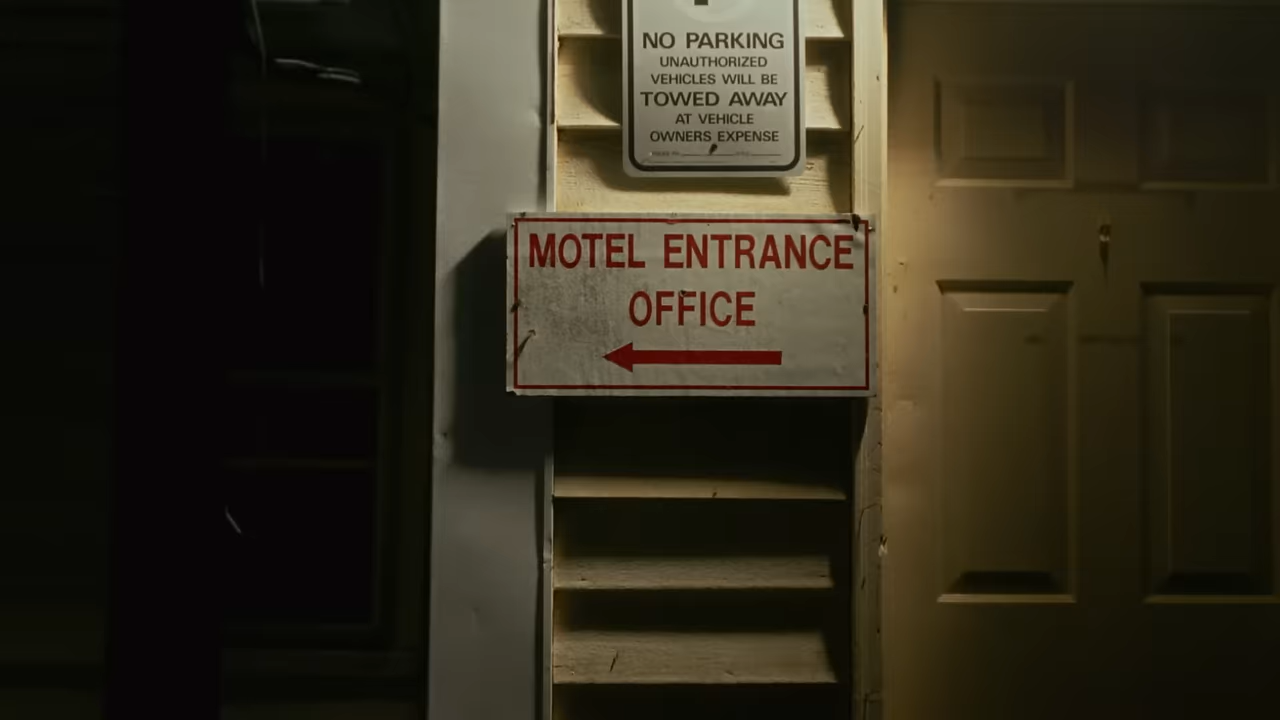 NO PARKING
UNAUTHORIZED
VEHICLES WILL BE
TOWED AWAY
AT VEHICLE
OWNERS EXPENSE
MOTEL ENTRANCE
OFFICE